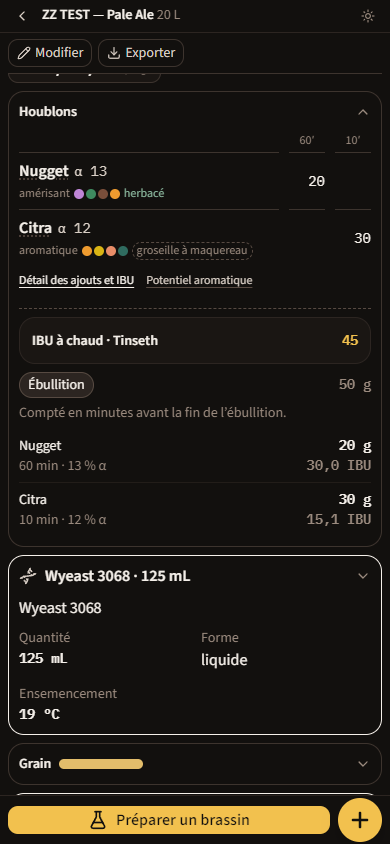 ZZ TEST — Pale Ale 20 L
Modifier
Exporter
Houblons
60′ 10′
Nugget α 13
20
amérisant herbacé
Citra α 12
30
aromatique groseille à maquereau
Détail des ajouts et IBU Potentiel aromatique
IBU à chaud · Tinseth 45
Ébullition 50 g
Compté en minutes avant la fin de l’ébullition.
Nugget 20 g
60 min · 13 % α 30,0 IBU
Citra 30 g
10 min · 12 % α 15,1 IBU
Wyeast 3068 · 125 mL
Wyeast 3068
Quantité Forme
125 mL liquide
Ensemencement
19 °C
Grain
Préparer un brassin